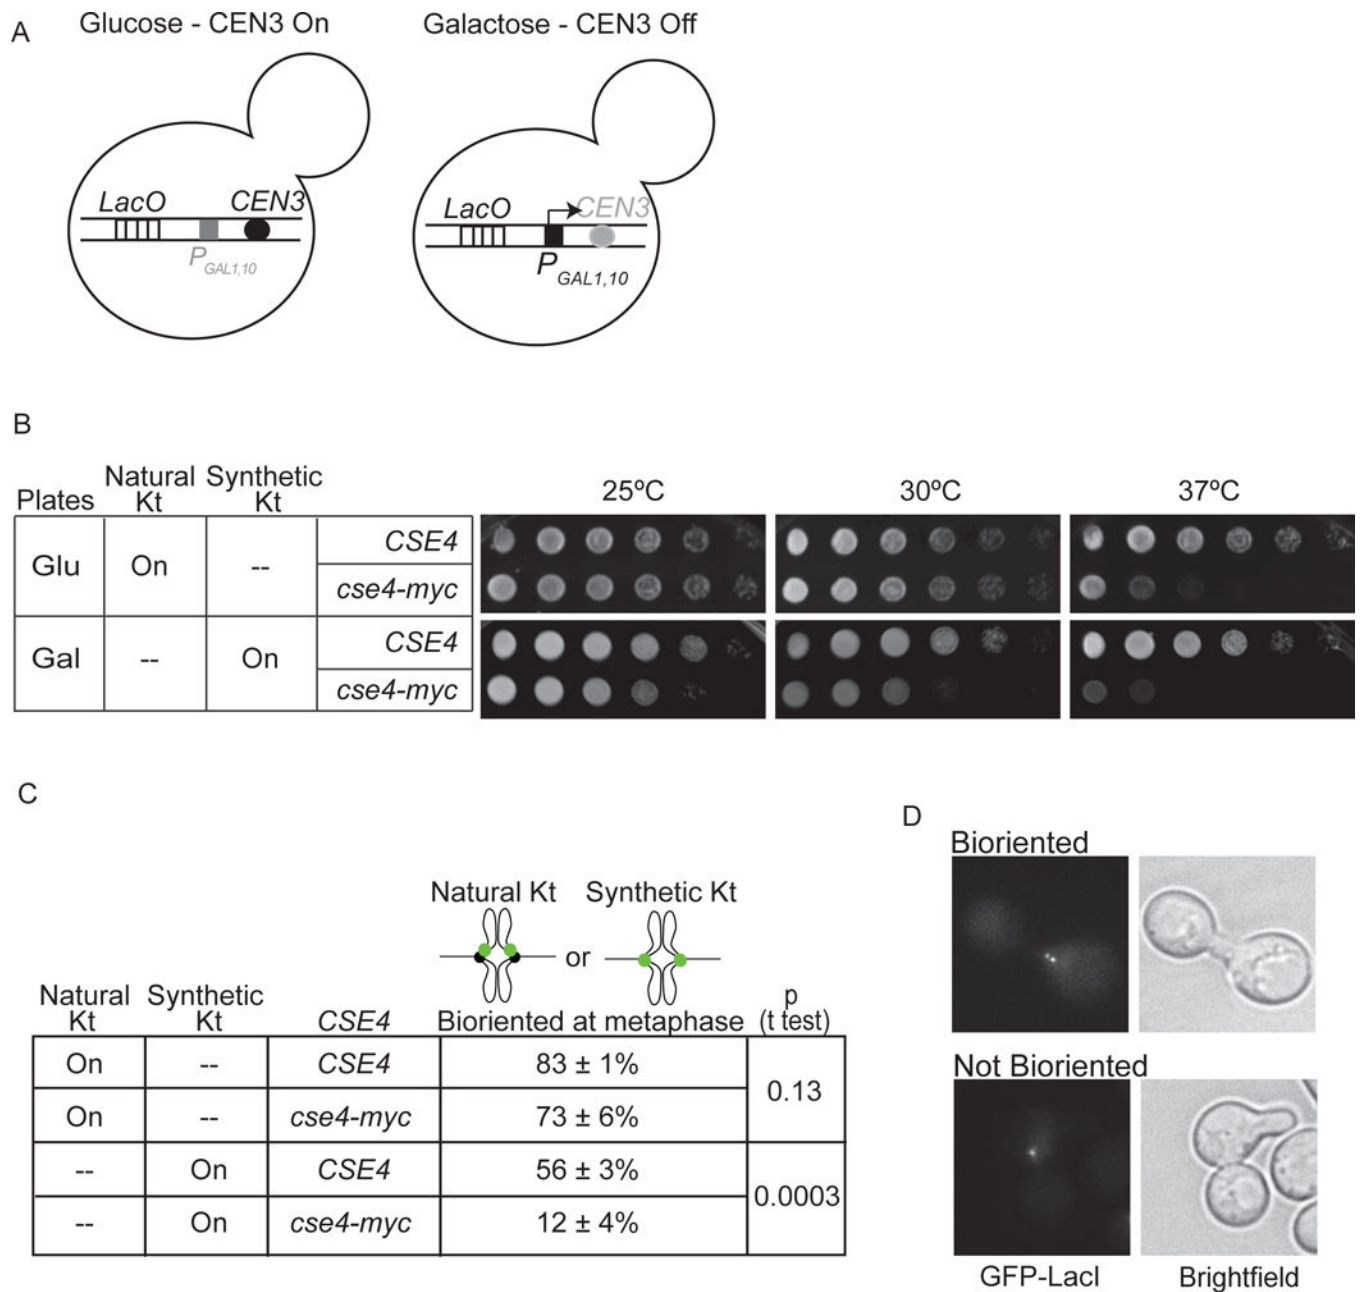 A
Glucose - CEN3 On
Galactose - CEN3 Off
LacO
CEN3
P GAL1,10
LacO
CEN3
P GAL1,10
B
Plates
Natural Kt
Synthetic Kt
25ºC
30ºC
37ºC
Glu
On
--
CSE4
cse4-myc
Gal
--
On
CSE4
cse4-myc
C
Natural Kt
or
Synthetic Kt
Natural Kt
Synthetic Kt
CSE4
Bioriented at metaphase
p (t test)
On -- CSE4 83 ± 1%
0.13
On -- cse4-myc 73 ± 6%
-- On CSE4 56 ± 3%
0.0003
-- On cse4-myc 12 ± 4%
D
Bioriented
Not Bioriented
GFP-LacI
Brightfield